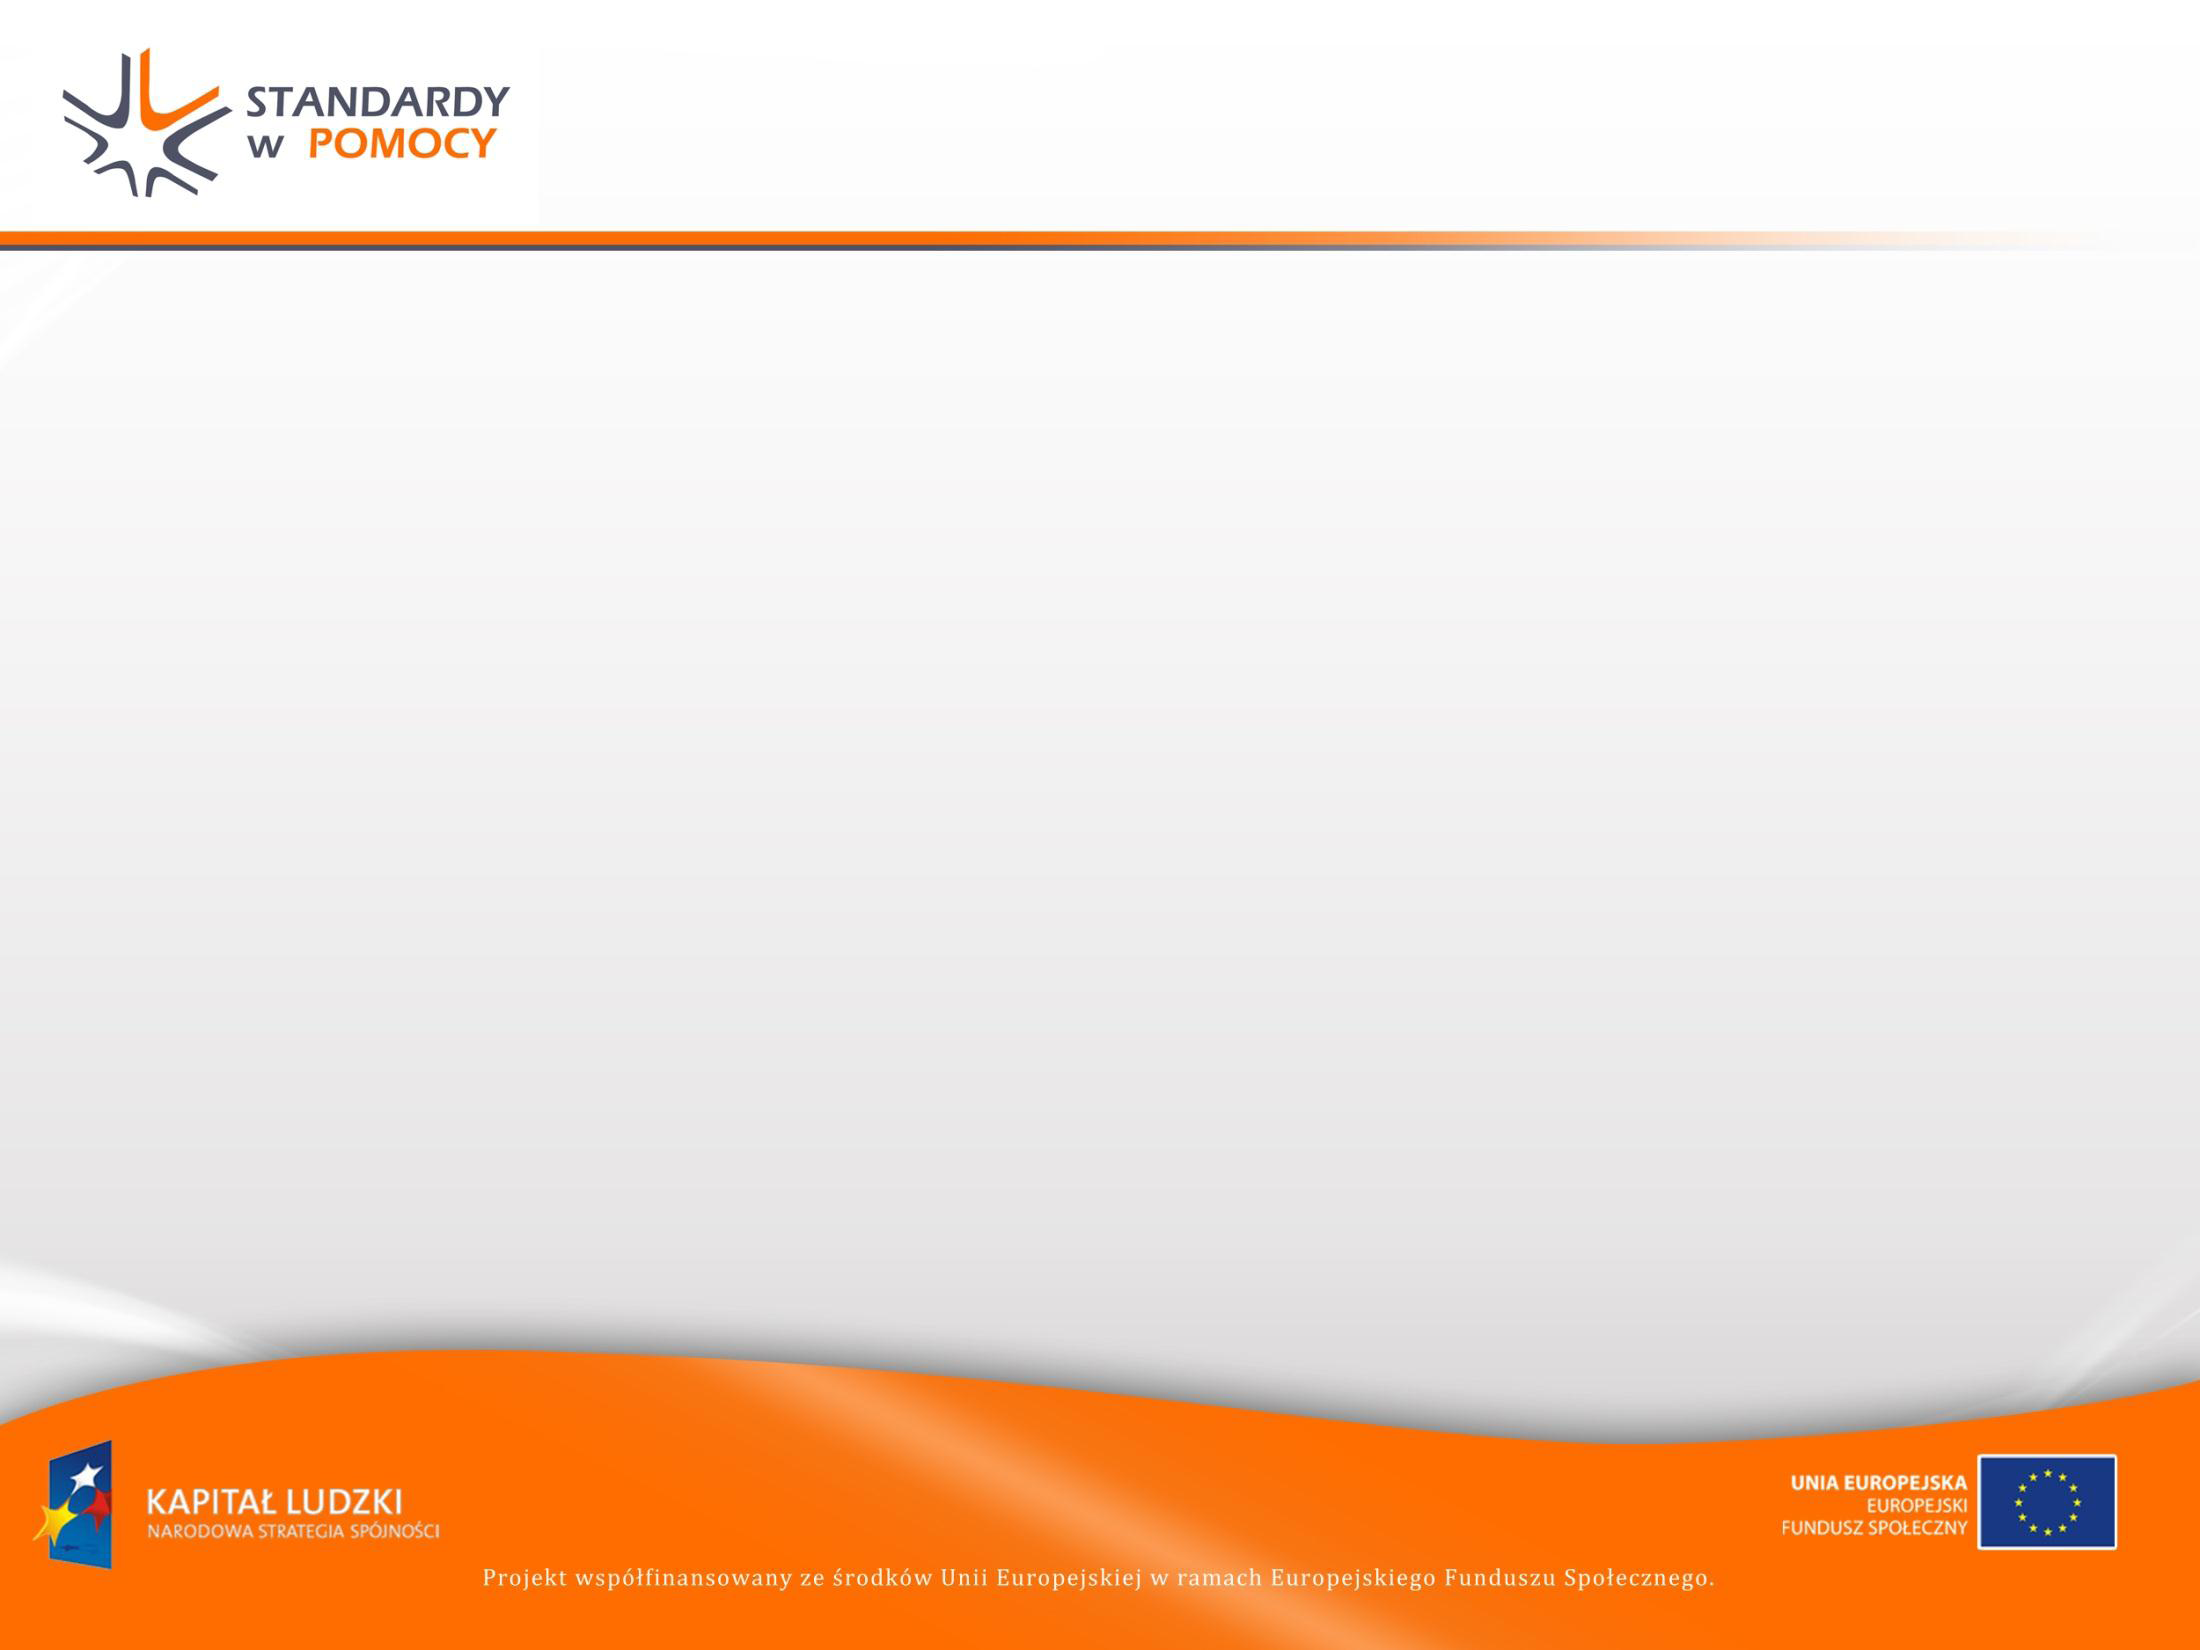 STANDARDY
w POMOCY
KAPITAŁ LUDZKI
NARODOWA STRATEGIA SPÓJNOŚCI
UNIA EUROPEJSKA
EUROPEJSKI
FUNDUSZ SPOŁECZNY
Projekt współfinansowany ze środków Unii Europejskiej w ramach Europejskiego Funduszu Społecznego.